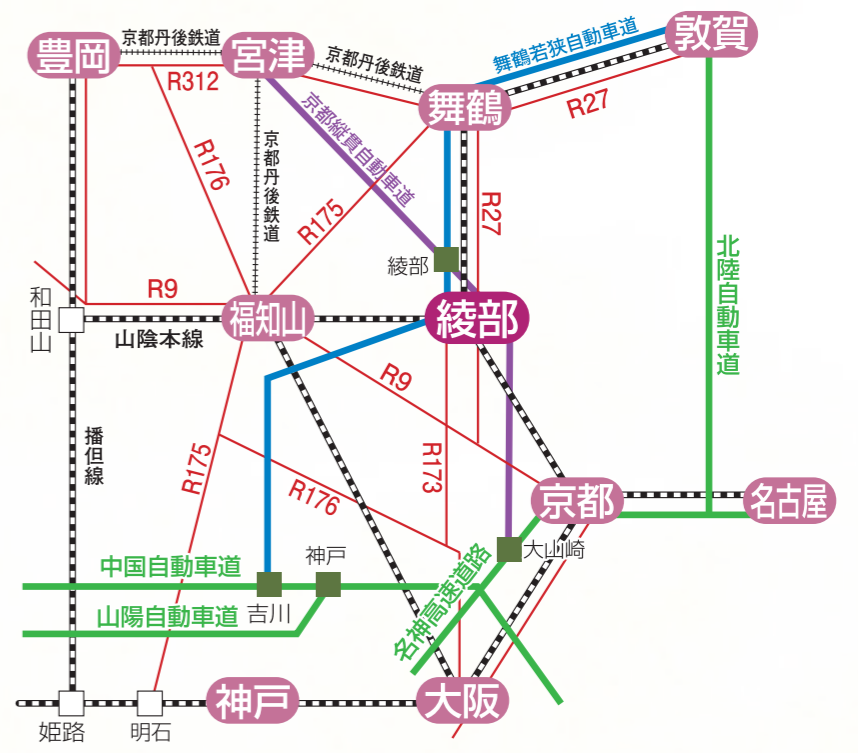 京都丹後鉄道
豊岡
宮津
敦賀
R312
京都丹後鉄道
舞鶴若狭自動車道
舞鶴
R27
京都縦貫自動車道
R176
京都丹後鉄道
R175
R27
北陸自動車道
綾部
R9
和田山
福知山
綾部
山陰本線
R9
播但線
R175
R173
R176
京都
名古屋
大山崎
神戸
中国自動車道
名神高速道路
山陽自動車道
吉川
神戸
大阪
姫路
明石